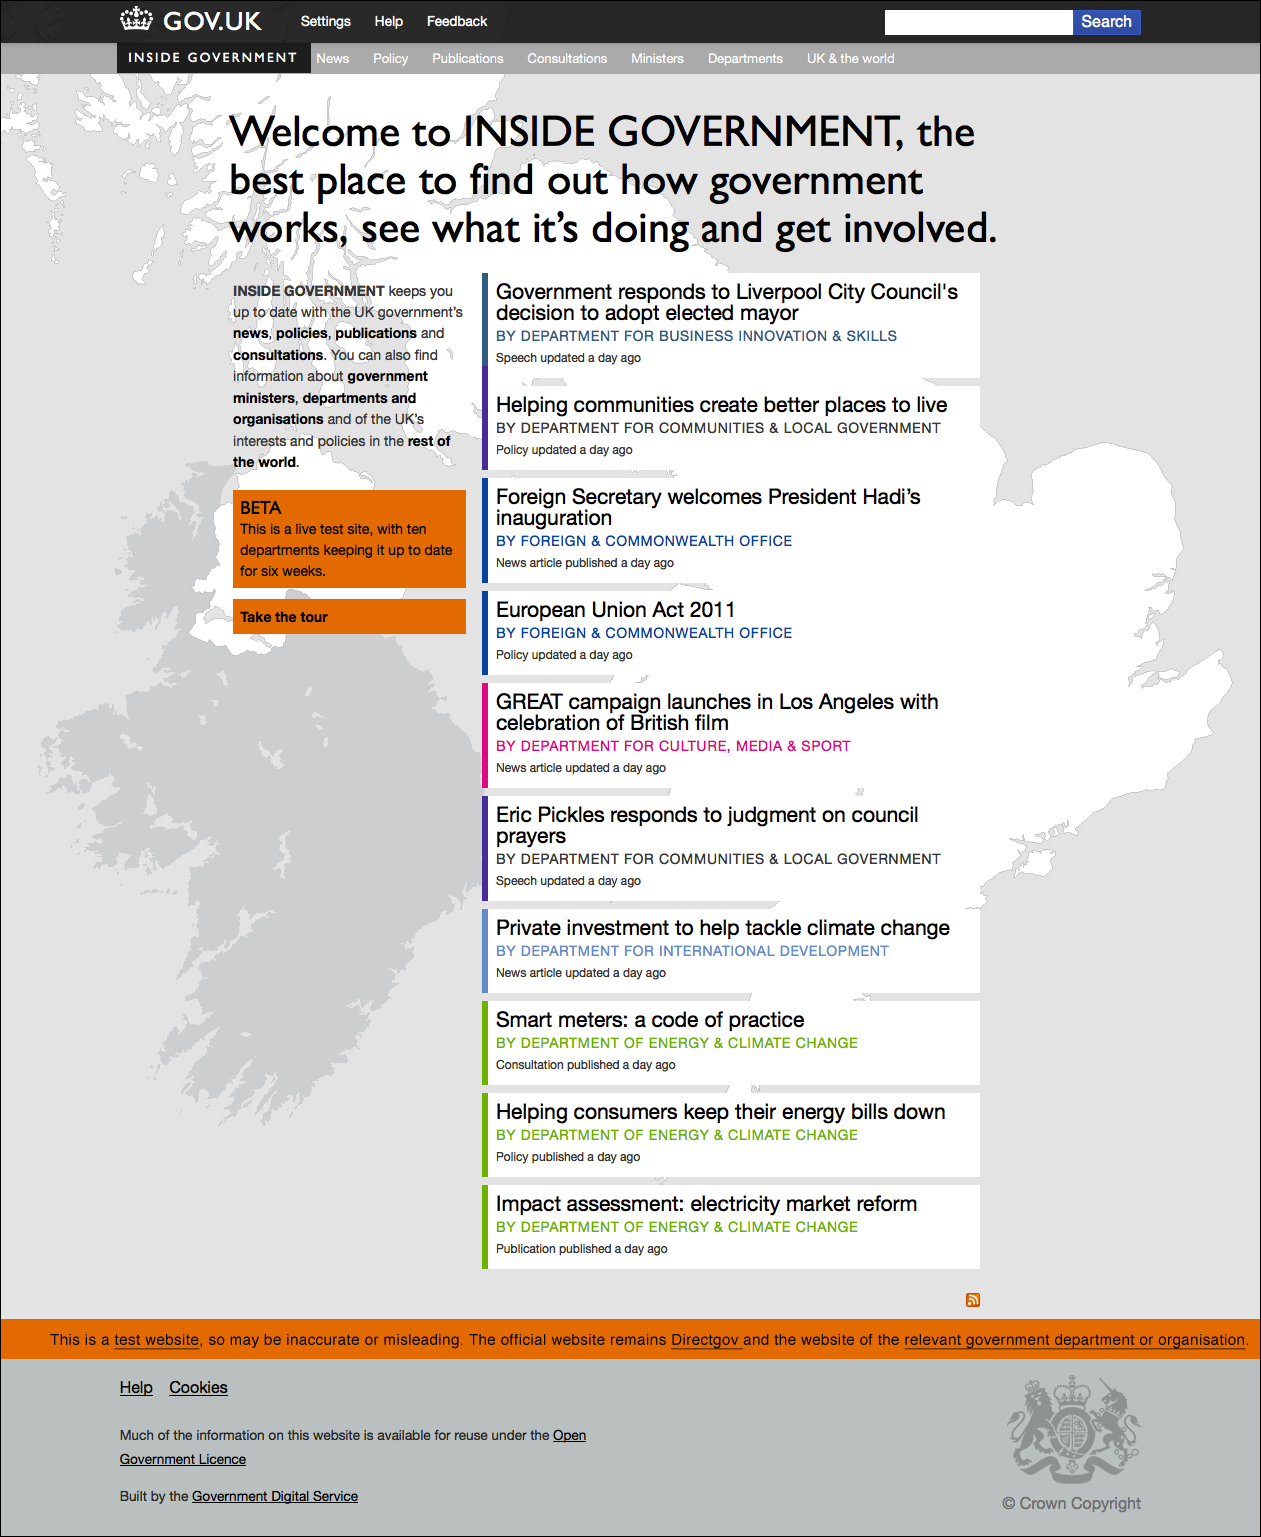 GOV.UK Settings Help Feedback Search
INSIDE GOVERNMENT News Policy Publications Consultations Ministers Departments UK & the world
Welcome to INSIDE GOVERNMENT, the
best place to find out how government
works, see what it’s doing and get involved.
INSIDE GOVERNMENT keeps you
up to date with the UK government’s
news, policies, publications and
consultations. You can also find
information about government
ministers, departments and
organisations and of the UK’s
interests and policies in the rest of
the world.
BETA
This is a live test site, with ten
departments keeping it up to date
for six weeks.
Take the tour
Government responds to Liverpool City Council's
decision to adopt elected mayor
BY DEPARTMENT FOR BUSINESS INNOVATION & SKILLS
Speech updated a day ago
Helping communities create better places to live
BY DEPARTMENT FOR COMMUNITIES & LOCAL GOVERNMENT
Policy updated a day ago
Foreign Secretary welcomes President Hadi’s
inauguration
BY FOREIGN & COMMONWEALTH OFFICE
News article published a day ago
European Union Act 2011
BY FOREIGN & COMMONWEALTH OFFICE
Policy updated a day ago
GREAT campaign launches in Los Angeles with
celebration of British film
BY DEPARTMENT FOR CULTURE, MEDIA & SPORT
News article updated a day ago
Eric Pickles responds to judgment on council
prayers
BY DEPARTMENT FOR COMMUNITIES & LOCAL GOVERNMENT
Speech updated a day ago
Private investment to help tackle climate change
BY DEPARTMENT FOR INTERNATIONAL DEVELOPMENT
News article updated a day ago
Smart meters: a code of practice
BY DEPARTMENT OF ENERGY & CLIMATE CHANGE
Consultation published a day ago
Helping consumers keep their energy bills down
BY DEPARTMENT OF ENERGY & CLIMATE CHANGE
Policy published a day ago
Impact assessment: electricity market reform
BY DEPARTMENT OF ENERGY & CLIMATE CHANGE
Publication published a day ago
This is a test website, so may be inaccurate or misleading. The official website remains Directgov and the website of the relevant government department or organisation.
Help Cookies
Much of the information on this website is available for reuse under the Open
Government Licence
Built by the Government Digital Service
© Crown Copyright